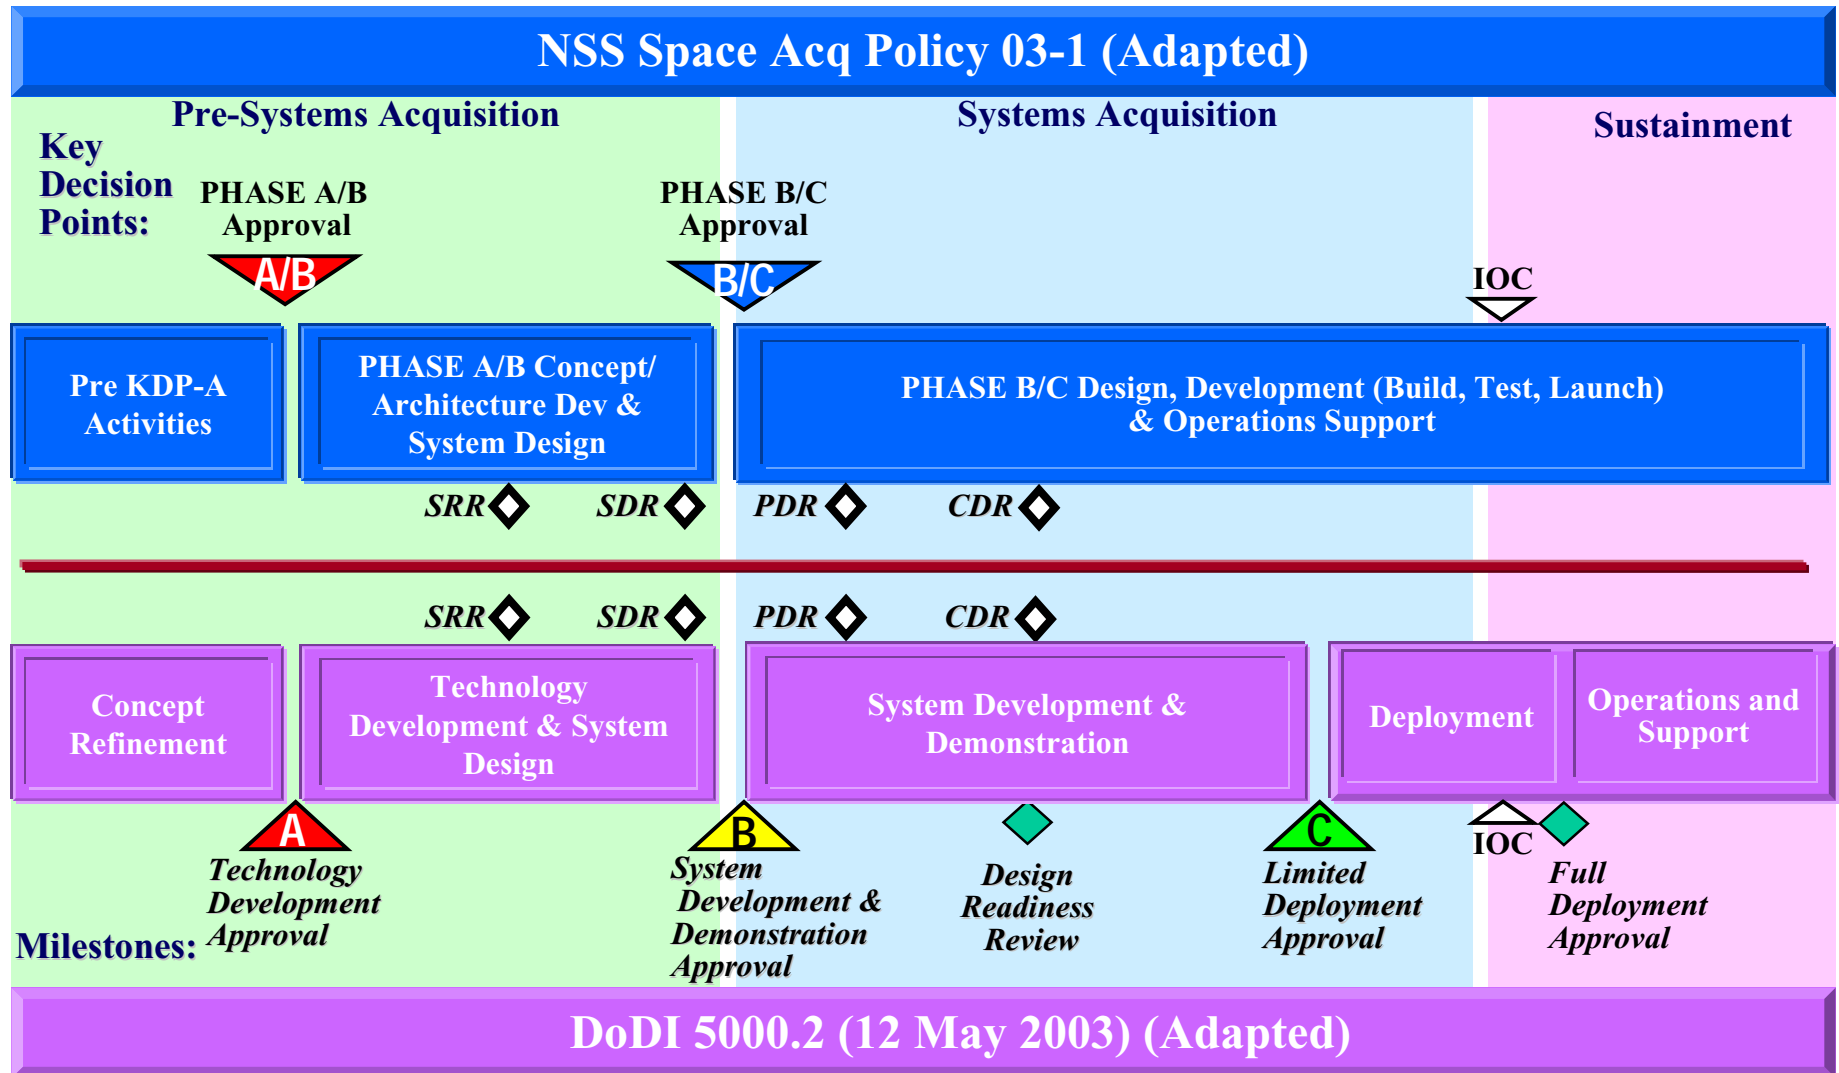 NSS Space Acq Policy 03-1 (Adapted)
Pre-Systems Acquisition
Systems Acquisition
Sustainment
Key
Decision
Points:
PHASE A/B
Approval
A/B
PHASE B/C
Approval
B/C
IOC
Pre KDP-A
Activities
PHASE A/B Concept/
Architecture Dev &
System Design
PHASE B/C Design, Development (Build, Test, Launch)
& Operations Support
SRR
SDR
PDR
CDR
SRR
SDR
PDR
CDR
Concept
Refinement
Technology
Development & System
Design
System Development &
Demonstration
Deployment
Operations and
Support
A
Technology
Development
Approval
B
System
Development &
Demonstration
Approval
Design
Readiness
Review
C
Limited
Deployment
Approval
IOC
Full
Deployment
Approval
Milestones:
DoDI 5000.2 (12 May 2003) (Adapted)